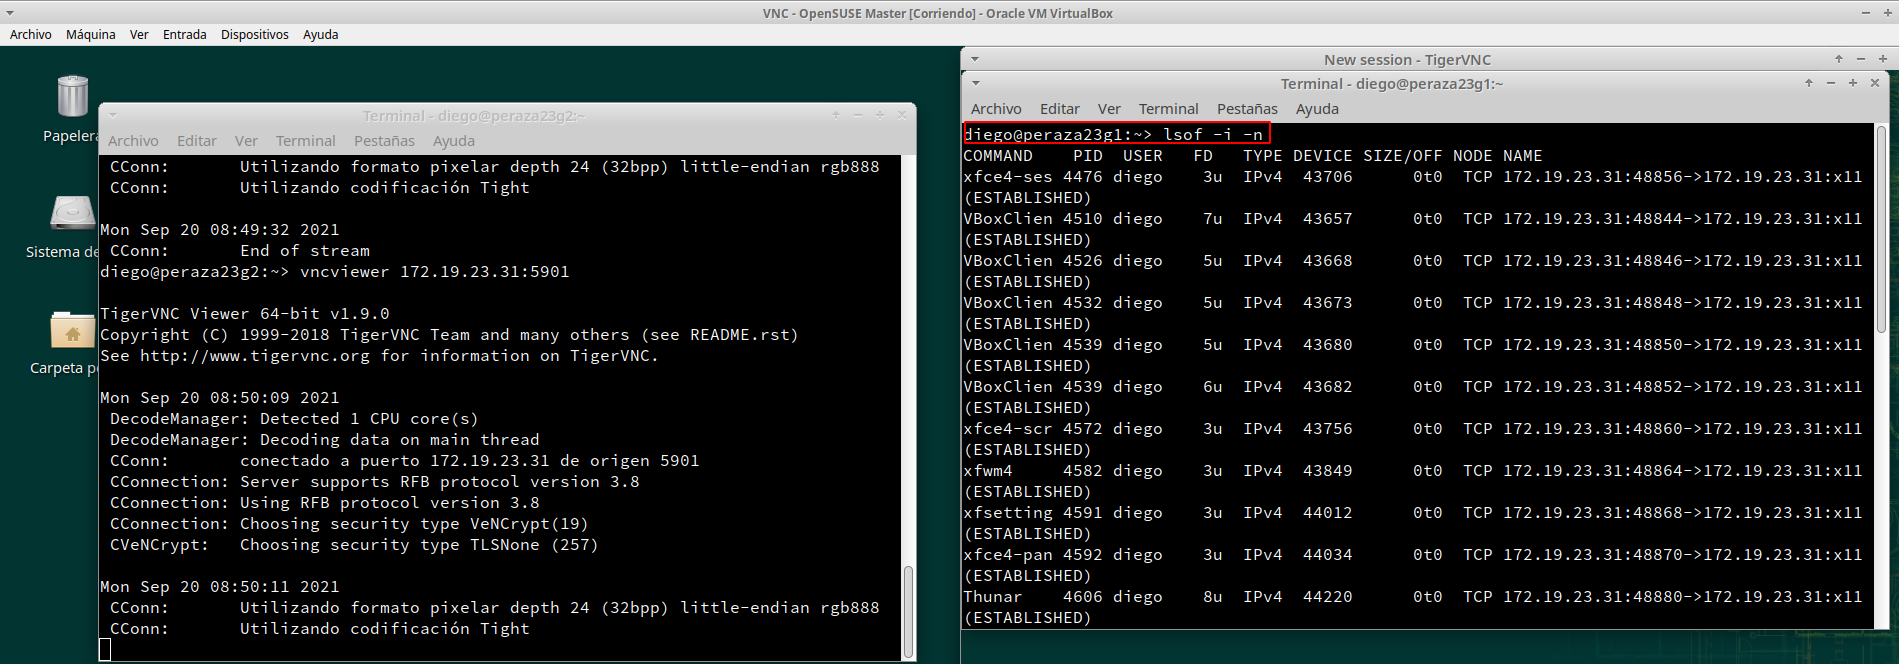 VNC - OpenSUSE Master [Corriendo] - Oracle VM VirtualBox
Archivo Máquina Ver Entrada Dispositivos Ayuda
Papelera
Sistema de
Carpeta pe
Terminal - diego@peraza23g2:~
Archivo Editar Ver Terminal Pestañas Ayuda
CConn: Utilizando formato pixelar depth 24 (32bpp) little-endian rgb888
CConn: Utilizando codificación Tight
Mon Sep 20 08:49:32 2021
CConn: End of stream
diego@peraza23g2:~> vncviewer 172.19.23.31:5901
TigerVNC Viewer 64-bit v1.9.0
Copyright (C) 1999-2018 TigerVNC Team and many others (see README.rst)
See http://www.tigervnc.org for information on TigerVNC.
Mon Sep 20 08:50:09 2021
DecodeManager: Detected 1 CPU core(s)
DecodeManager: Decoding data on main thread
CConn: conectado a puerto 172.19.23.31 de origen 5901
CConnection: Server supports RFB protocol version 3.8
CConnection: Using RFB protocol version 3.8
CConnection: Choosing security type VeNCrypt(19)
CVeNCrypt: Choosing security type TLSNone (257)
Mon Sep 20 08:50:11 2021
CConn: Utilizando formato pixelar depth 24 (32bpp) little-endian rgb888
CConn: Utilizando codificación Tight
New session - TigerVNC
Terminal - diego@peraza23g1:~
Archivo Editar Ver Terminal Pestañas Ayuda
diego@peraza23g1:~> lsof -i -n
COMMAND PID USER FD TYPE DEVICE SIZE/OFF NODE NAME
xfce4-ses 4476 diego 3u IPv4 43706 0t0 TCP 172.19.23.31:48856->172.19.23.31:x11
(ESTABLISHED)
VBoxClien 4510 diego 7u IPv4 43657 0t0 TCP 172.19.23.31:48844->172.19.23.31:x11
(ESTABLISHED)
VBoxClien 4526 diego 5u IPv4 43668 0t0 TCP 172.19.23.31:48846->172.19.23.31:x11
(ESTABLISHED)
VBoxClien 4532 diego 5u IPv4 43673 0t0 TCP 172.19.23.31:48848->172.19.23.31:x11
(ESTABLISHED)
VBoxClien 4539 diego 5u IPv4 43680 0t0 TCP 172.19.23.31:48850->172.19.23.31:x11
(ESTABLISHED)
VBoxClien 4539 diego 6u IPv4 43682 0t0 TCP 172.19.23.31:48852->172.19.23.31:x11
(ESTABLISHED)
xfce4-scr 4572 diego 3u IPv4 43756 0t0 TCP 172.19.23.31:48860->172.19.23.31:x11
(ESTABLISHED)
xfwm4 4582 diego 3u IPv4 43849 0t0 TCP 172.19.23.31:48864->172.19.23.31:x11
(ESTABLISHED)
xfsetting 4591 diego 3u IPv4 44012 0t0 TCP 172.19.23.31:48868->172.19.23.31:x11
(ESTABLISHED)
xfce4-pan 4592 diego 3u IPv4 44034 0t0 TCP 172.19.23.31:48870->172.19.23.31:x11
(ESTABLISHED)
Thunar 4606 diego 8u IPv4 44220 0t0 TCP 172.19.23.31:48880->172.19.23.31:x11
(ESTABLISHED)